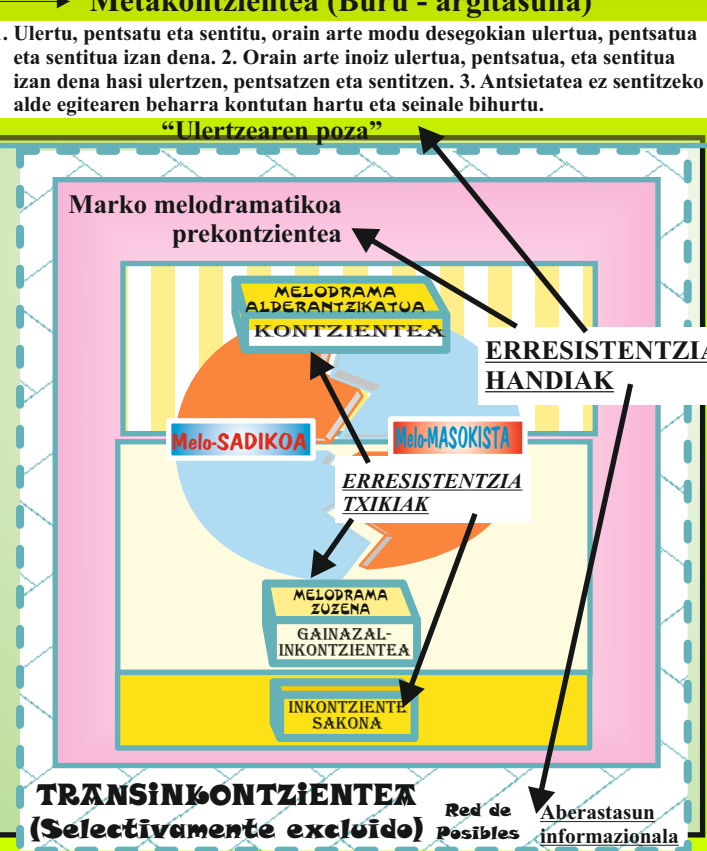 Metakontzientea (Buru - argitasuna)
1. Ulertu, pentsatu eta sentitu, orain arte modu desegokian ulertua, pentsatua
eta sentitua izan dena. 2. Orain arte inoiz ulertua, pentsatua, eta sentitua
izan dena hasi ulertzen, pentsatzen eta sentitzen. 3. Antsietatea ez sentitzeko
alde egitearen beharra kontutan hartu eta seinale bihurtu.
“Ulertzearen poza”
Marko melodramatikoa
prekontzientea
MELODRAMA
ALDERANTZIKATUA
KONTZIENTEA
ERRESISTENTZIA
HANDIAK
Melo-SADIKOA
Melo-MASOKISTA
ERRESISTENTZIA
TXIKIAK
MELODRAMA
ZUZENA
GAINAZAL-
INKONTZIENTEA
INKONTZIENTE
SAKONA
TRANSiNKONTZiENTEA
(Selectivamente excluido)
Red de
Posibles
Aberastasun
informazionala